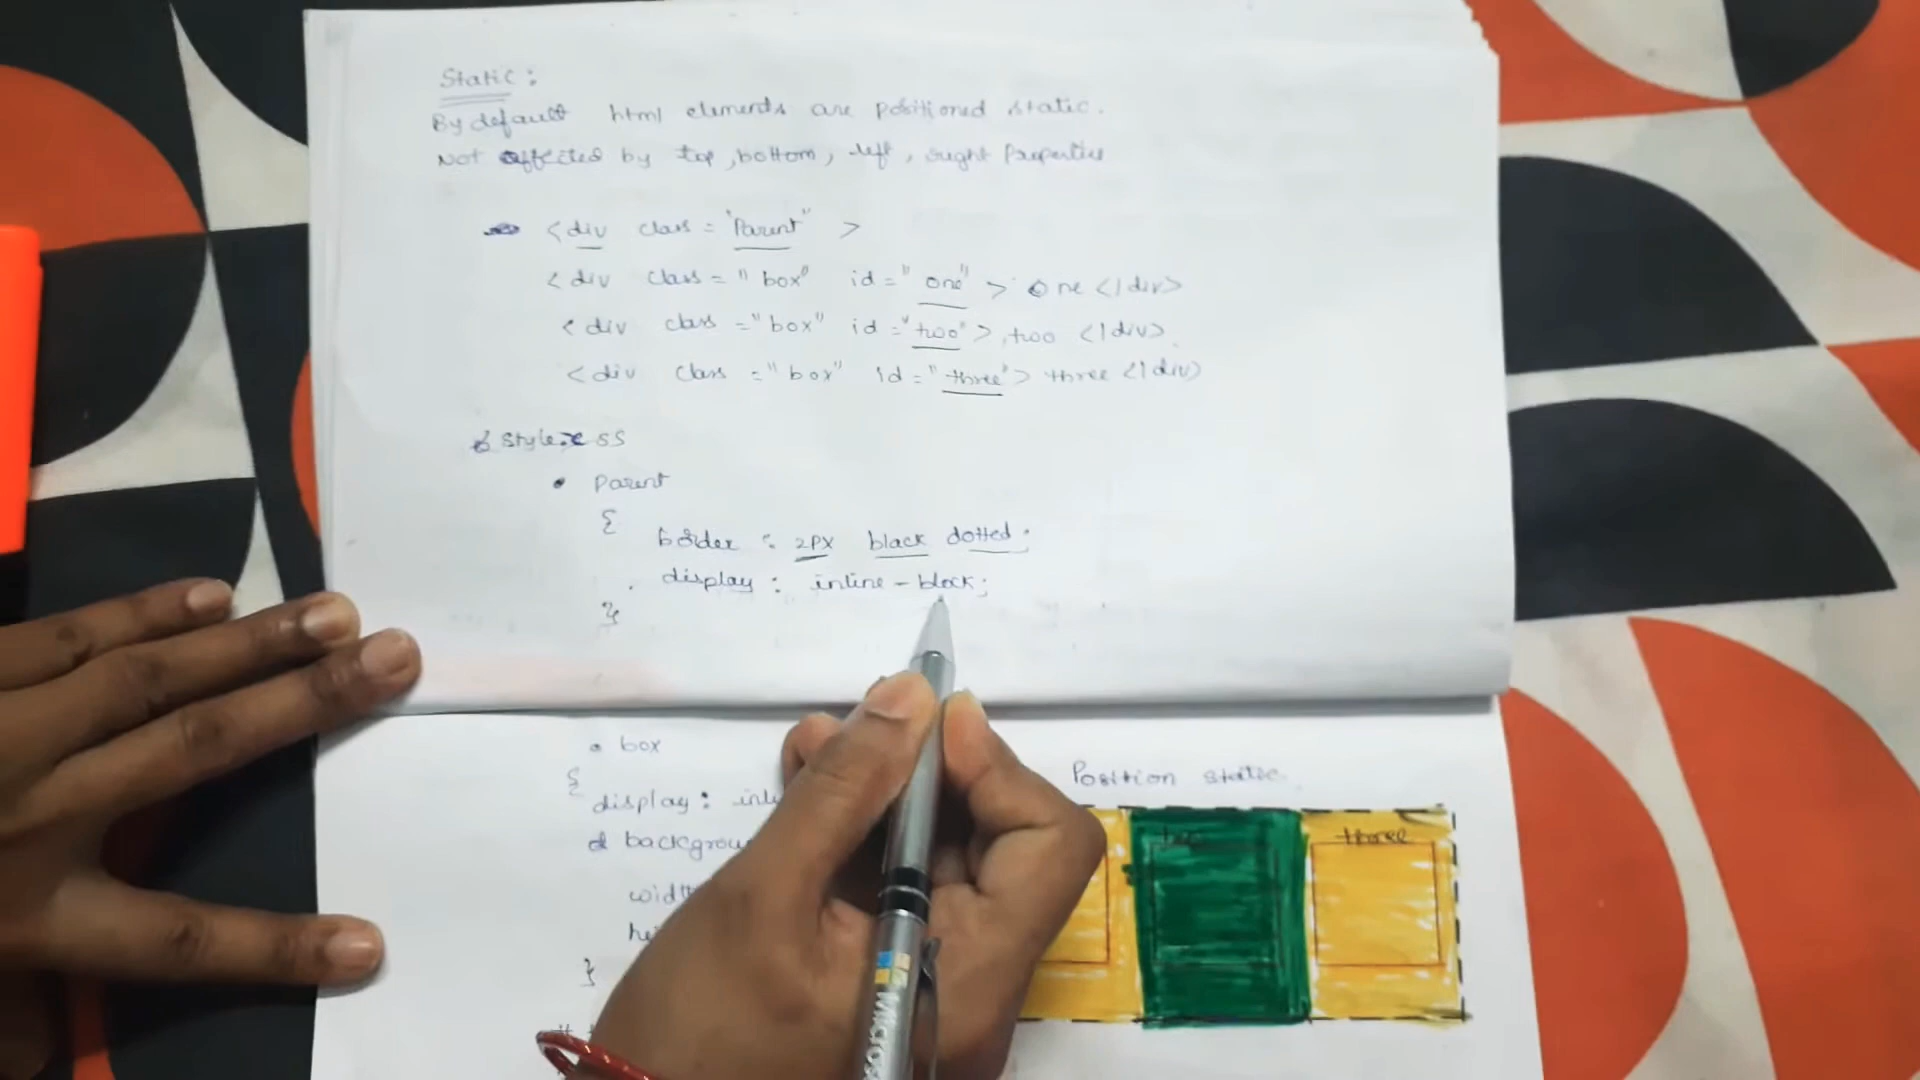 Static :
By default html elements are positioned static.
Not affected by top, bottom, left, right Properties
<div class = "Parent" >
<div class = "box" id = "one" > One </div>
<div class = "box" id = "two" > two </div>
<div class = "box" id = "three" > three </div>
Style.css
• Parent
{
border : 2px black dotted ;
display : inline - block ;
}
• box
{
display :
width
}
Position static.
three